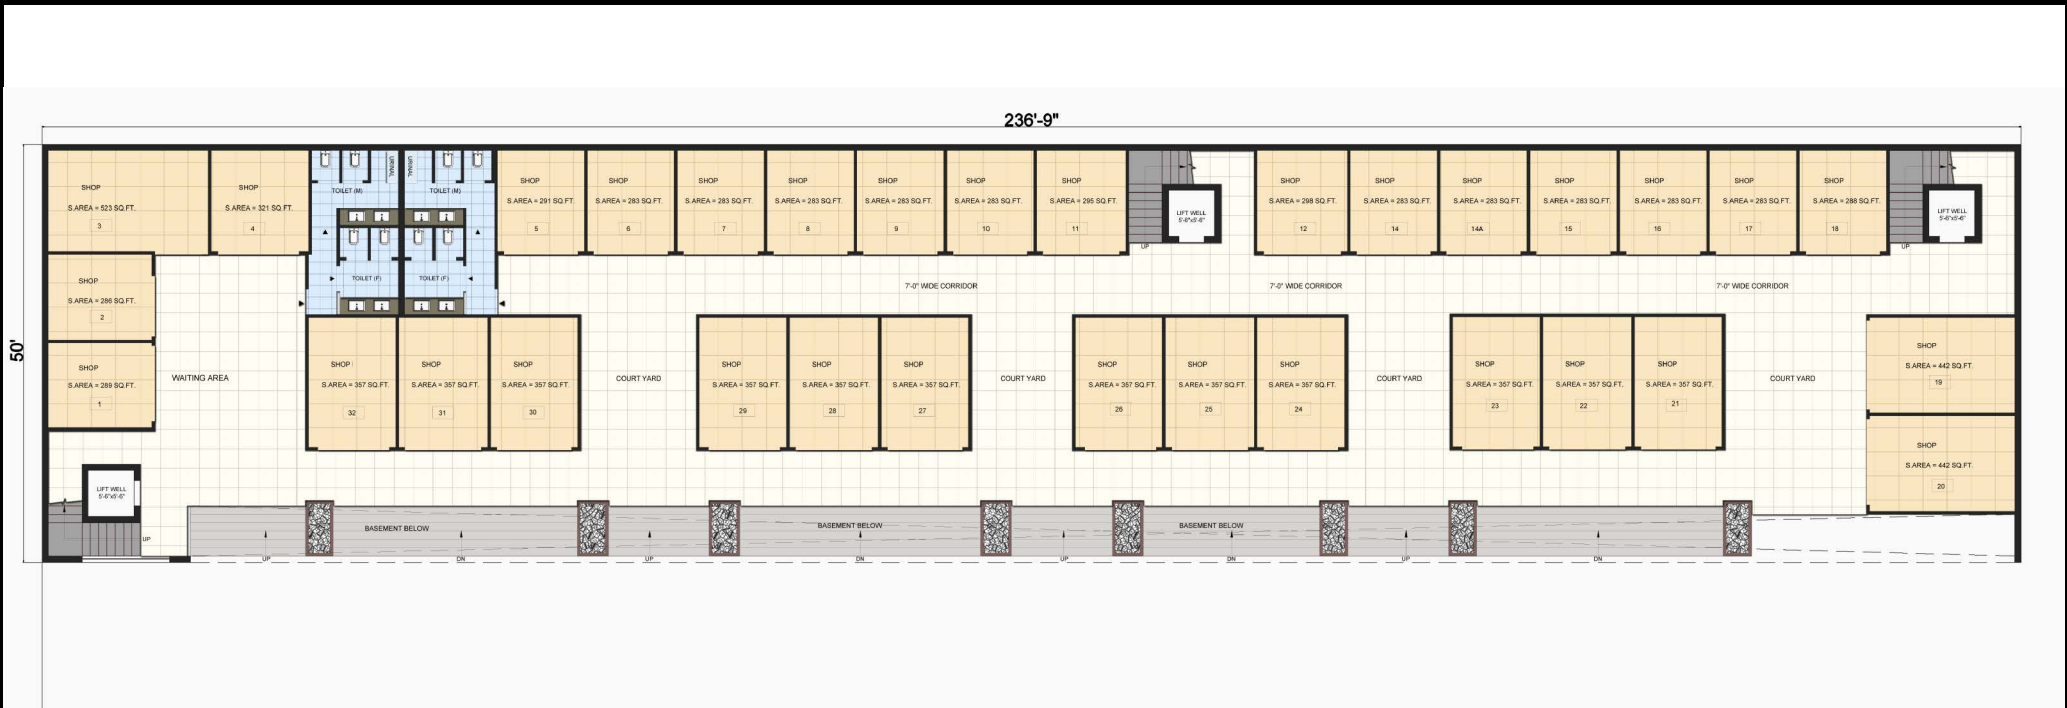 236'-9"
50'
SHOP
S.AREA = 523 SQ.FT.
3
SHOP
S.AREA = 321 SQ.FT.
4
URINAL
URINAL
TOILET (M)
TOILET (M)
SHOP
S.AREA = 291 SQ.FT.
5
SHOP
S.AREA = 283 SQ.FT.
6
SHOP
S.AREA = 283 SQ.FT.
7
SHOP
S.AREA = 283 SQ.FT.
8
SHOP
S.AREA = 283 SQ.FT.
9
SHOP
S.AREA = 283 SQ.FT.
10
SHOP
S.AREA = 295 SQ.FT.
11
LIFT WELL
5'-6"x5'-6"
UP
SHOP
S.AREA = 298 SQ.FT.
12
SHOP
S.AREA = 283 SQ.FT.
14
SHOP
S.AREA = 283 SQ.FT.
14A
SHOP
S.AREA = 283 SQ.FT.
15
SHOP
S.AREA = 283 SQ.FT.
16
SHOP
S.AREA = 283 SQ.FT.
17
SHOP
S.AREA = 288 SQ.FT.
18
LIFT WELL
5'-6"x5'-6"
UP
SHOP
S.AREA = 286 SQ.FT.
2
TOILET (F)
TOILET (F)
7'-0" WIDE CORRIDOR
7'-0" WIDE CORRIDOR
7'-0" WIDE CORRIDOR
SHOP
S.AREA = 289 SQ.FT.
1
WAITING AREA
SHOP
S.AREA = 357 SQ.FT.
32
SHOP
S.AREA = 357 SQ.FT.
31
SHOP
S.AREA = 357 SQ.FT.
30
COURT YARD
SHOP
S.AREA = 357 SQ.FT.
29
SHOP
S.AREA = 357 SQ.FT.
28
SHOP
S.AREA = 357 SQ.FT.
27
COURT YARD
SHOP
S.AREA = 357 SQ.FT.
26
SHOP
S.AREA = 357 SQ.FT.
25
SHOP
S.AREA = 357 SQ.FT.
24
COURT YARD
SHOP
S.AREA = 357 SQ.FT.
23
SHOP
S.AREA = 357 SQ.FT.
22
SHOP
S.AREA = 357 SQ.FT.
21
COURT YARD
SHOP
S.AREA = 442 SQ.FT.
19
SHOP
S.AREA = 442 SQ.FT.
20
LIFT WELL
5'-6"x5'-6"
UP
BASEMENT BELOW
BASEMENT BELOW
BASEMENT BELOW
UP
DN
UP
DN
UP
DN
UP
DN